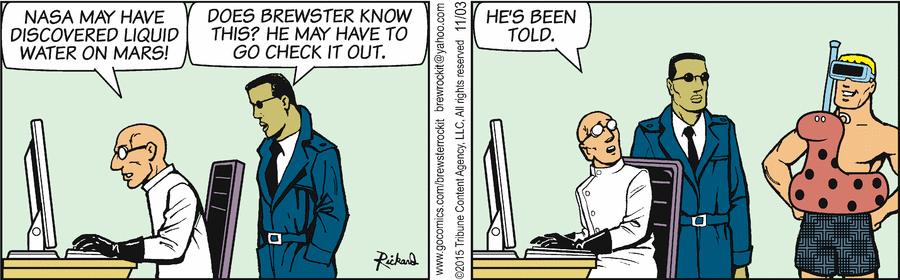 NASA MAY HAVE
DISCOVERED LIQUID
WATER ON MARS!
DOES BREWSTER KNOW
THIS? HE MAY HAVE TO
GO CHECK IT OUT.
Rickard
www.gocomics.com/brewsterrockit brewrockit@yahoo.com
©2015 Tribune Content Agency, LLC, All rights reserved 11/03
HE'S BEEN
TOLD.